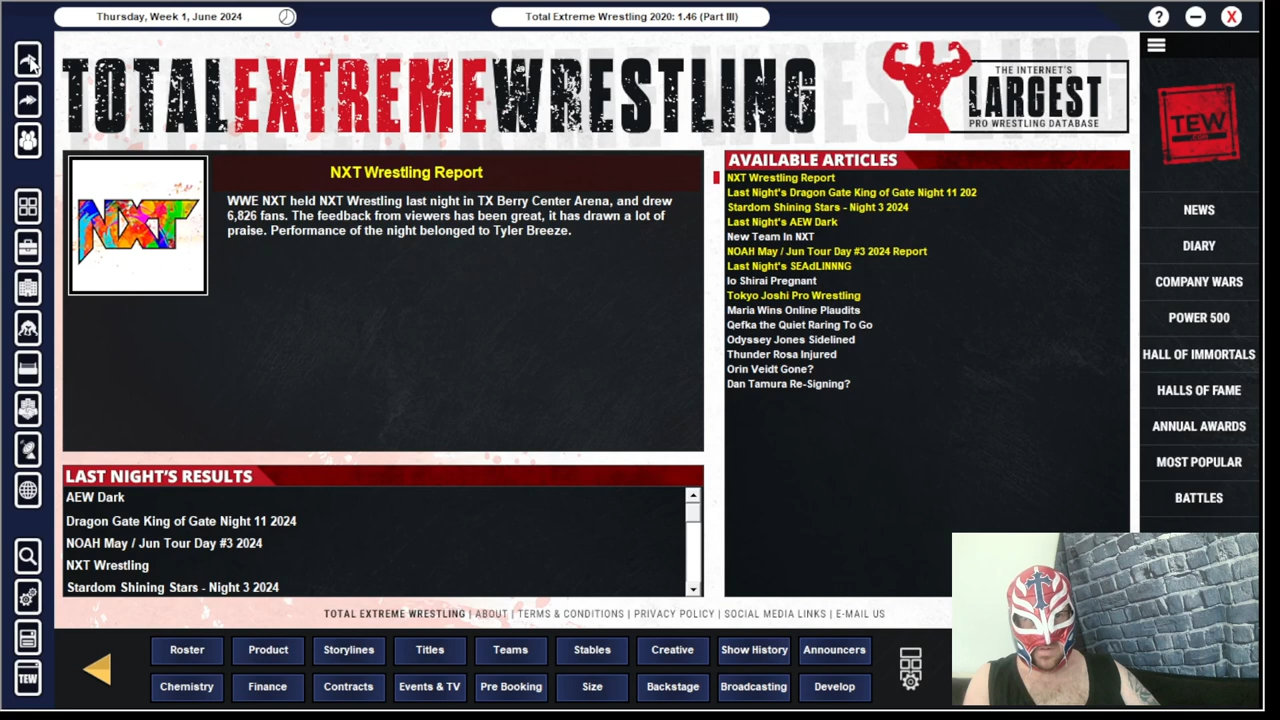 Thursday, Week 1, June 2024
Total Extreme Wrestling 2020: 1.46 (Part III)
?
X
TOTALEXTREMEWRESTLING
THE INTERNET'S
LARGEST
PRO WRESTLING DATABASE
TEW
.COM
NXT
NXT Wrestling Report
WWE NXT held NXT Wrestling last night in TX Berry Center Arena, and drew
6,826 fans. The feedback from viewers has been great, it has drawn a lot of
praise. Performance of the night belonged to Tyler Breeze.
AVAILABLE ARTICLES
NXT Wrestling Report
Last Night's Dragon Gate King of Gate Night 11 202
Stardom Shining Stars - Night 3 2024
Last Night's AEW Dark
New Team In NXT
NOAH May / Jun Tour Day #3 2024 Report
Last Night's SEAdLINNNG
Io Shirai Pregnant
Tokyo Joshi Pro Wrestling
Maria Wins Online Plaudits
Qefka the Quiet Raring To Go
Odyssey Jones Sidelined
Thunder Rosa Injured
Orin Veidt Gone?
Dan Tamura Re-Signing?
NEWS
DIARY
COMPANY WARS
POWER 500
HALL OF IMMORTALS
HALLS OF FAME
ANNUAL AWARDS
MOST POPULAR
BATTLES
LAST NIGHT'S RESULTS
AEW Dark
Dragon Gate King of Gate Night 11 2024
NOAH May / Jun Tour Day #3 2024
NXT Wrestling
Stardom Shining Stars - Night 3 2024
TOTAL EXTREME WRESTLING | ABOUT | TERMS & CONDITIONS | PRIVACY POLICY | SOCIAL MEDIA LINKS | E-MAIL US
Roster
Product
Storylines
Titles
Teams
Stables
Creative
Show History
Announcers
Chemistry
Finance
Contracts
Events & TV
Pre Booking
Size
Backstage
Broadcasting
Develop
TEW